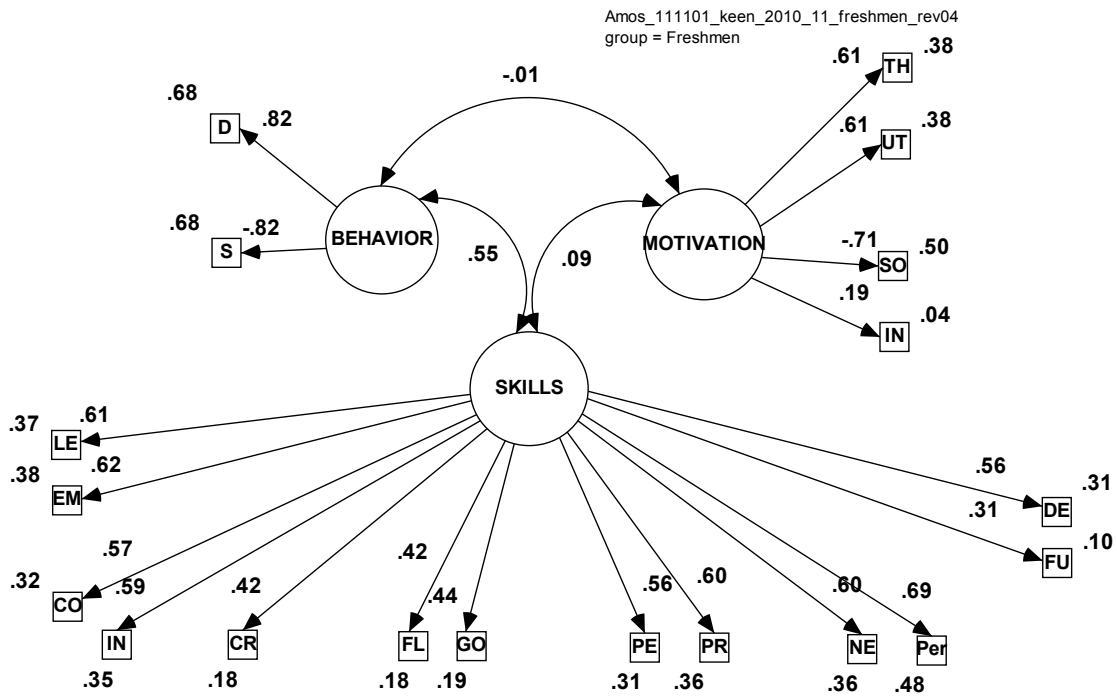 Amos_111101_keen_2010_11_freshmen_rev04
group = Freshmen
-.01
.61
TH
.38
.68
D
.82
.61
UT
.38
.68
S
-.82
BEHAVIOR
MOTIVATION
.55
.09
-.71
SO
.50
.19
IN
.04
SKILLS
.37
LE
.61
.38
EM
.62
.56
DE
.31
.31
FU
.10
.32
CO
.57
.59
IN
.35
.42
CR
.18
.42
FL
.18
.44
GO
.19
.56
PE
.31
.60
PR
.36
.60
NE
.36
.69
Per
.48